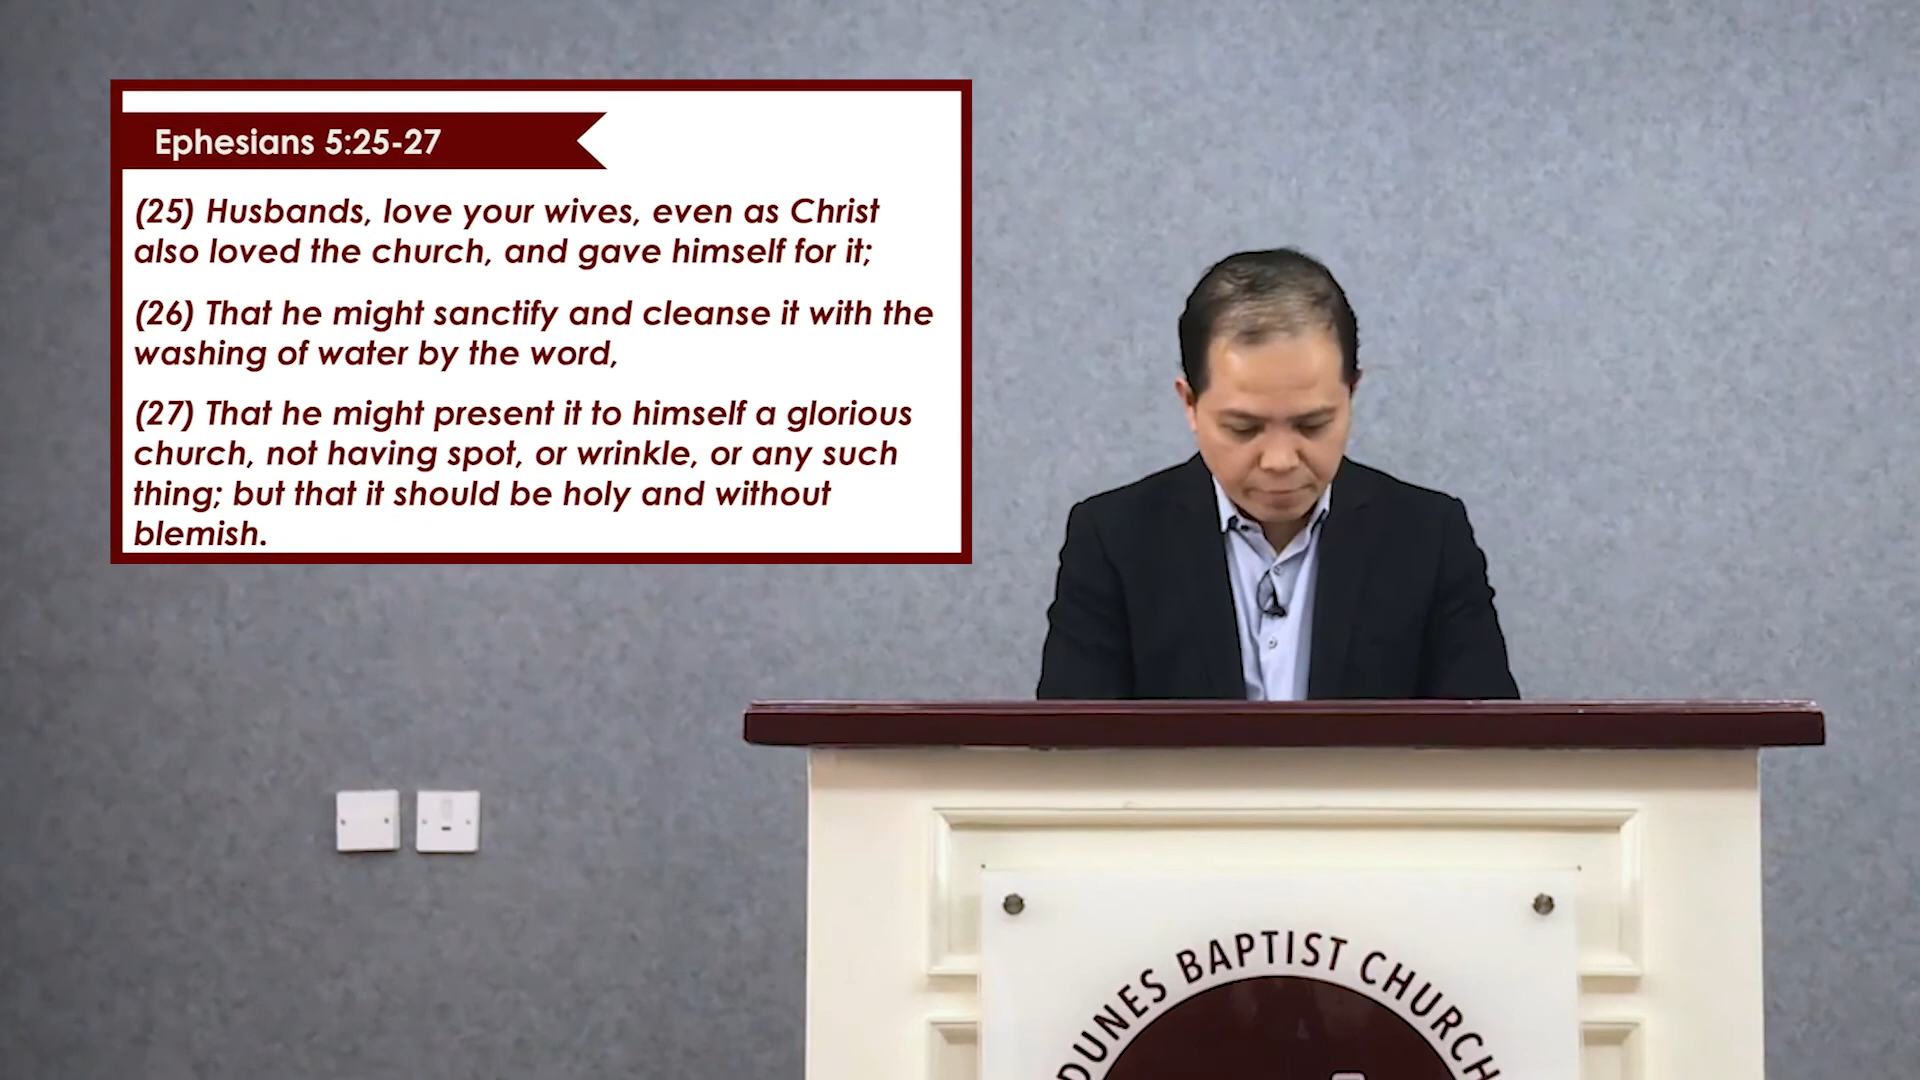 Ephesians 5:25-27
(25) Husbands, love your wives, even as Christ
also loved the church, and gave himself for it;
(26) That he might sanctify and cleanse it with the
washing of water by the word,
(27) That he might present it to himself a glorious
church, not having spot, or wrinkle, or any such
thing; but that it should be holy and without
blemish.
DUNES BAPTIST CHURCH